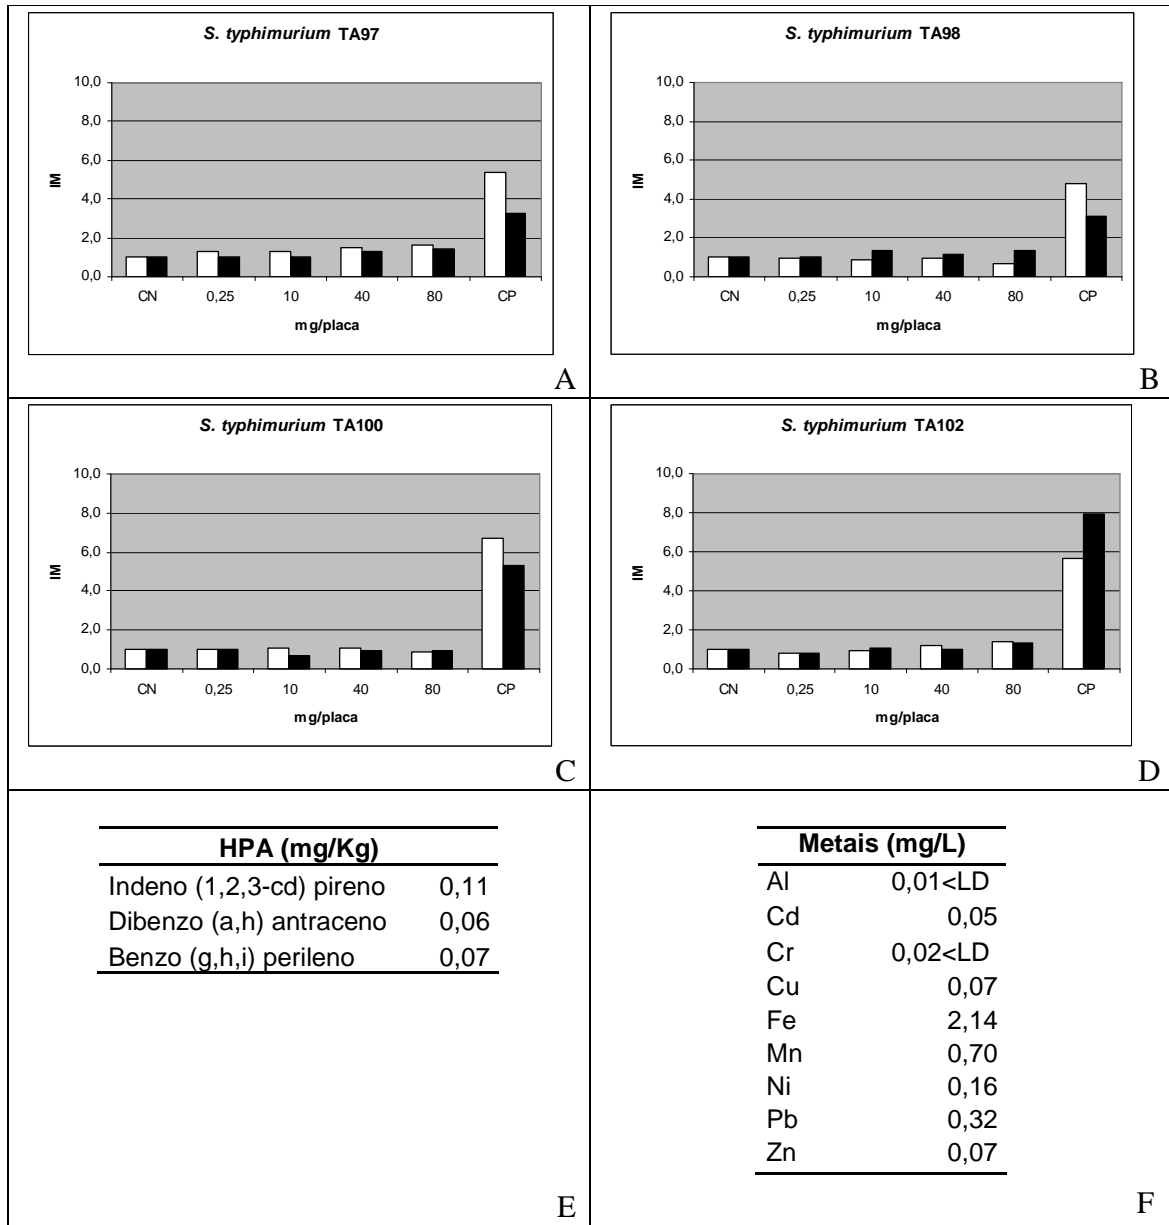 S. typhimurium TA97
10,0
8,0
6,0
4,0
2,0
0,0
IM
CN 0,25 10 40 80 CP
mg/placa
A
S. typhimurium TA98
10,0
8,0
6,0
4,0
2,0
0,0
IM
CN 0,25 10 40 80 CP
mg/placa
B
S. typhimurium TA100
10,0
8,0
6,0
4,0
2,0
0,0
IM
CN 0,25 10 40 80 CP
mg/placa
C
S. typhimurium TA102
10,0
8,0
6,0
4,0
2,0
0,0
IM
CN 0,25 10 40 80 CP
mg/placa
D
HPA (mg/Kg)
Indeno (1,2,3-cd) pireno 0,11
Dibenzo (a,h) antraceno 0,06
Benzo (g,h,i) perileno 0,07
E
Metais (mg/L)
Al 0,01<LD
Cd 0,05
Cr 0,02<LD
Cu 0,07
Fe 2,14
Mn 0,70
Ni 0,16
Pb 0,32
Zn 0,07
F